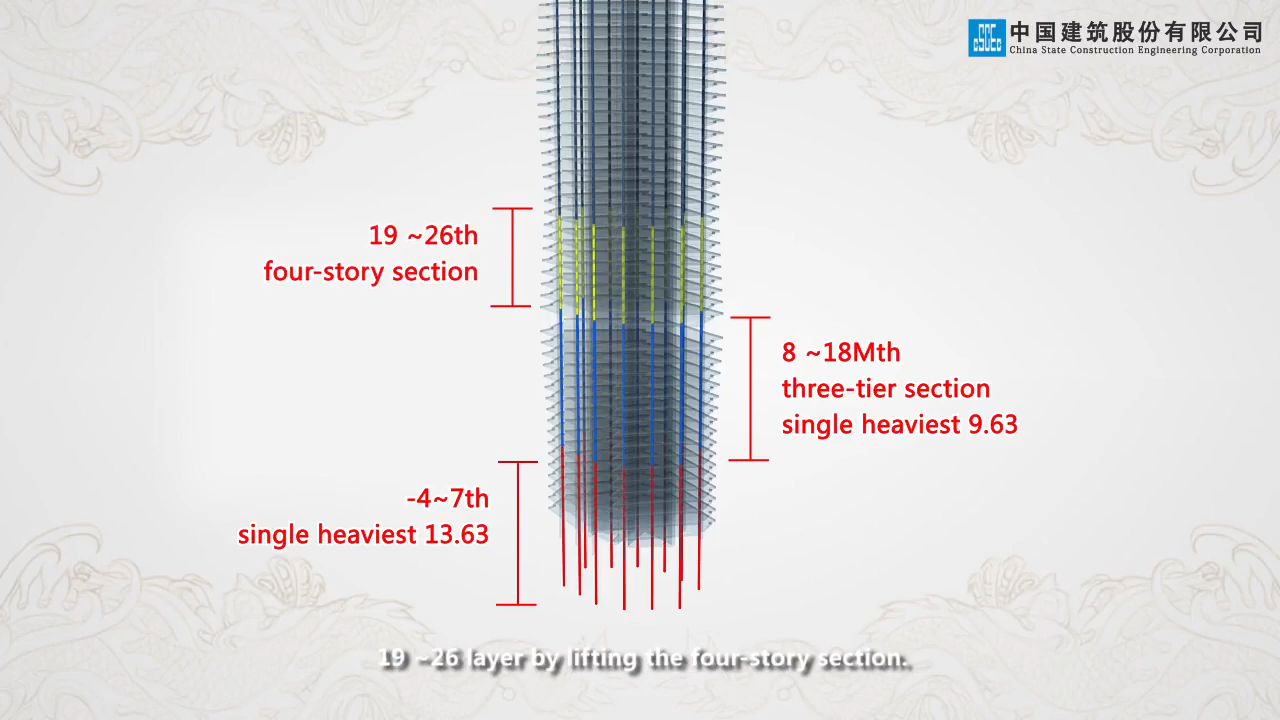 CSCEC
中国建筑股份有限公司
China State Construction Engineering Corporation
19 ~26th
four-story section
8 ~18Mth
three-tier section
single heaviest 9.63
-4~7th
single heaviest 13.63
19 ~26 layer by lifting the four-story section.